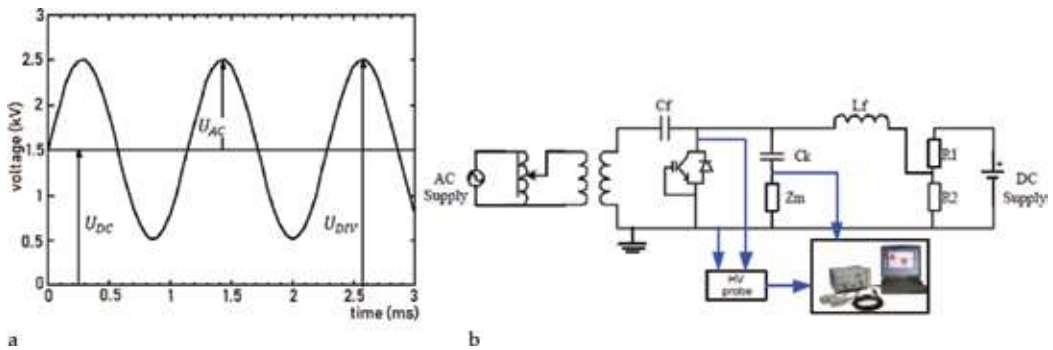 3
2.5
2
1.5
1
0.5
0
voltage (kV)
U_AC
U_DC
U_DIV
0 0.5 1 1.5 2 2.5 3
time (ms)
a
AC
Supply
Cf
Lf
Ck
Zm
R1
R2
+
DC
Supply
HV
probe
b